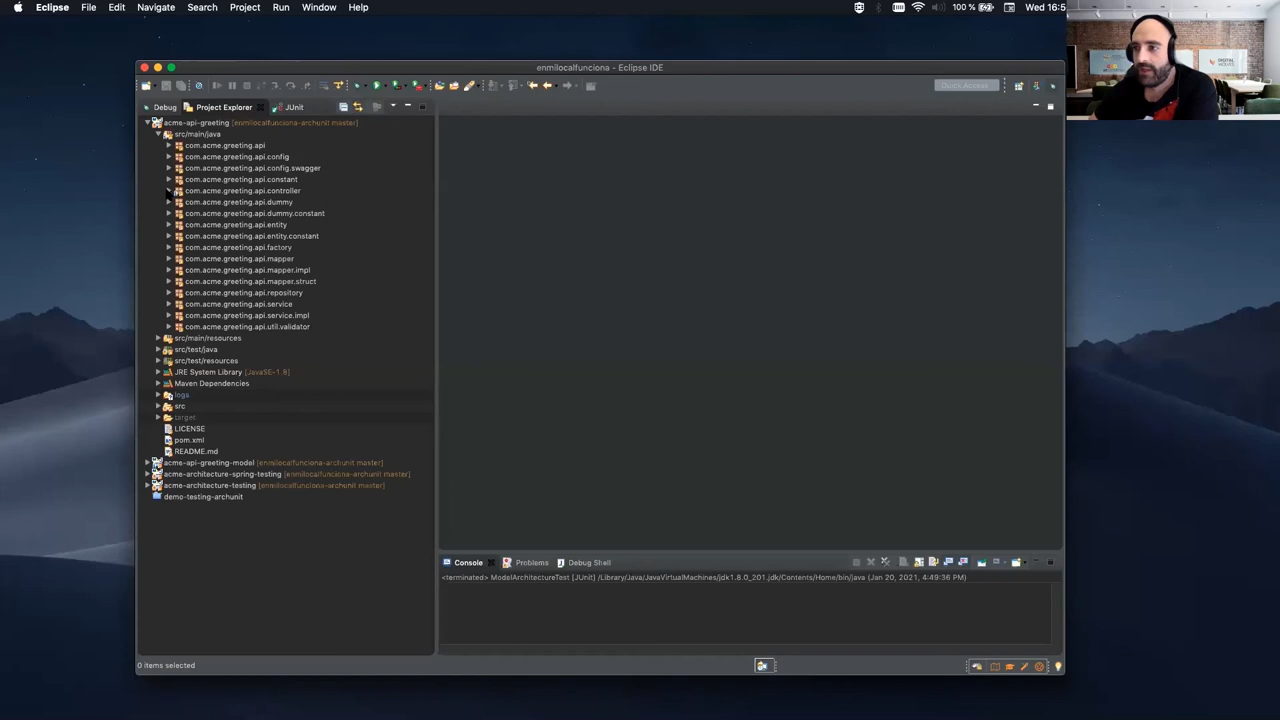 Eclipse File Edit Navigate Search Project Run Window Help 100 % Wed 16:5
enmilocalfunciona - Eclipse IDE
Quick Access
Debug Project Explorer JUnit
acme-api-greeting [enmilocalfunciona-archunit master]
src/main/java
com.acme.greeting.api
com.acme.greeting.api.config
com.acme.greeting.api.config.swagger
com.acme.greeting.api.constant
com.acme.greeting.api.controller
com.acme.greeting.api.dummy
com.acme.greeting.api.dummy.constant
com.acme.greeting.api.entity
com.acme.greeting.api.entity.constant
com.acme.greeting.api.factory
com.acme.greeting.api.mapper
com.acme.greeting.api.mapper.impl
com.acme.greeting.api.mapper.struct
com.acme.greeting.api.repository
com.acme.greeting.api.service
com.acme.greeting.api.service.impl
com.acme.greeting.api.util.validator
src/main/resources
src/test/java
src/test/resources
JRE System Library [JavaSE-1.8]
Maven Dependencies
logs
src
target
LICENSE
pom.xml
README.md
acme-api-greeting-model [enmilocalfunciona-archunit master]
acme-architecture-spring-testing [enmilocalfunciona-archunit master]
acme-architecture-testing [enmilocalfunciona-archunit master]
demo-testing-archunit
Console Problems Debug Shell
<terminated> ModelArchitectureTest [JUnit] /Library/Java/JavaVirtualMachines/jdk1.8.0_201.jdk/Contents/Home/bin/java (Jan 20, 2021, 4:49:36 PM)
0 items selected